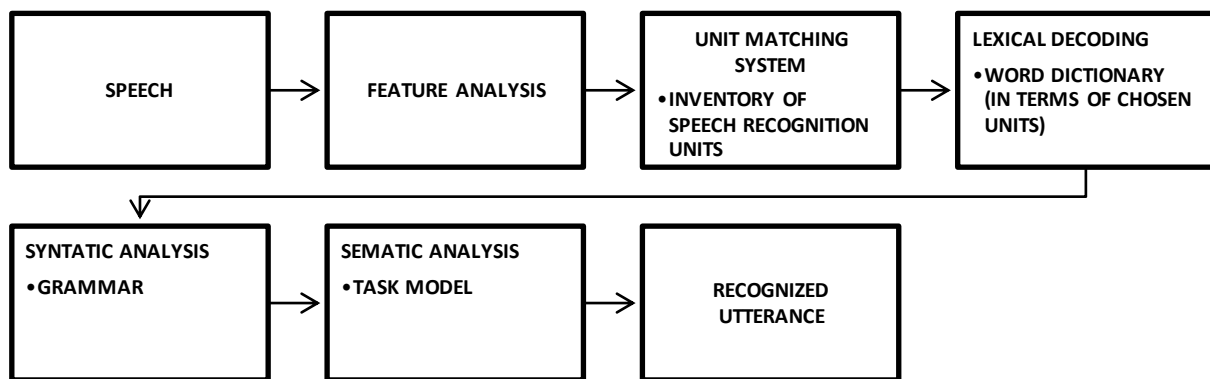 SPEECH
FEATURE ANALYSIS
UNIT MATCHING
SYSTEM
•INVENTORY OF
SPEECH RECOGNITION
UNITS
LEXICAL DECODING
•WORD DICTIONARY
(IN TERMS OF CHOSEN
UNITS)
SYNTATIC ANALYSIS
•GRAMMAR
SEMATIC ANALYSIS
•TASK MODEL
RECOGNIZED
UTTERANCE